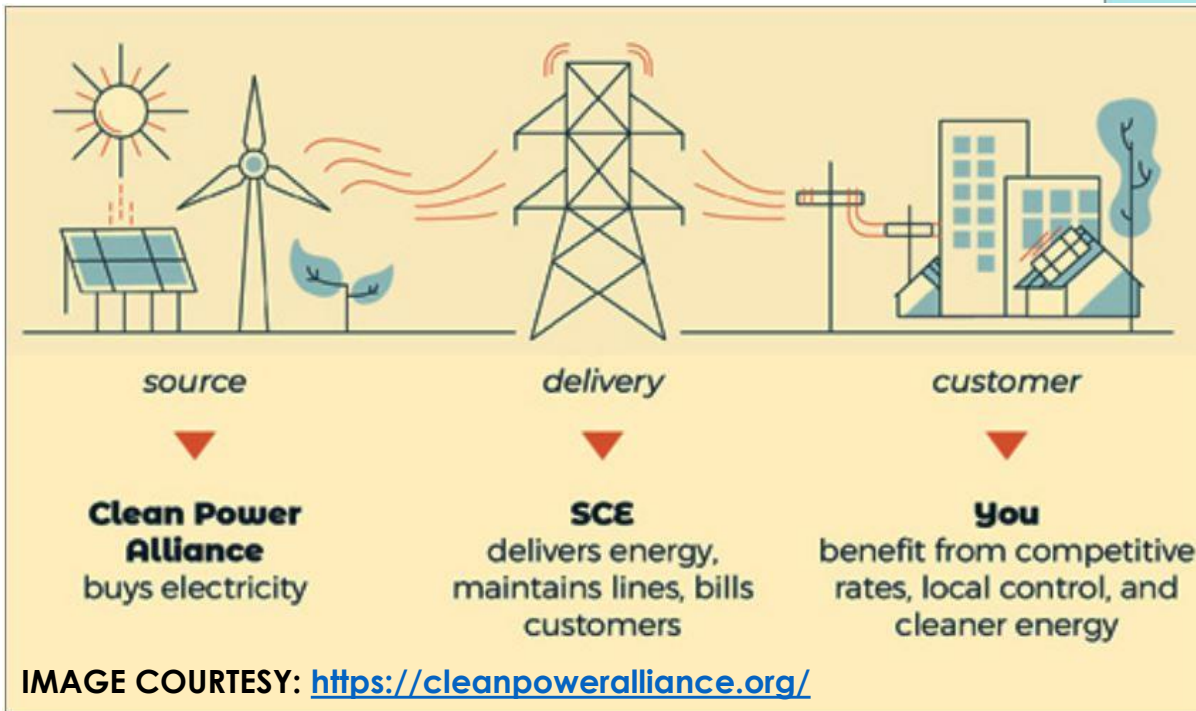 source
delivery
customer
Clean Power
Alliance
buys electricity
SCE
delivers energy,
maintains lines, bills
customers
You
benefit from competitive
rates, local control, and
cleaner energy
IMAGE COURTESY: https://cleanpoweralliance.org/